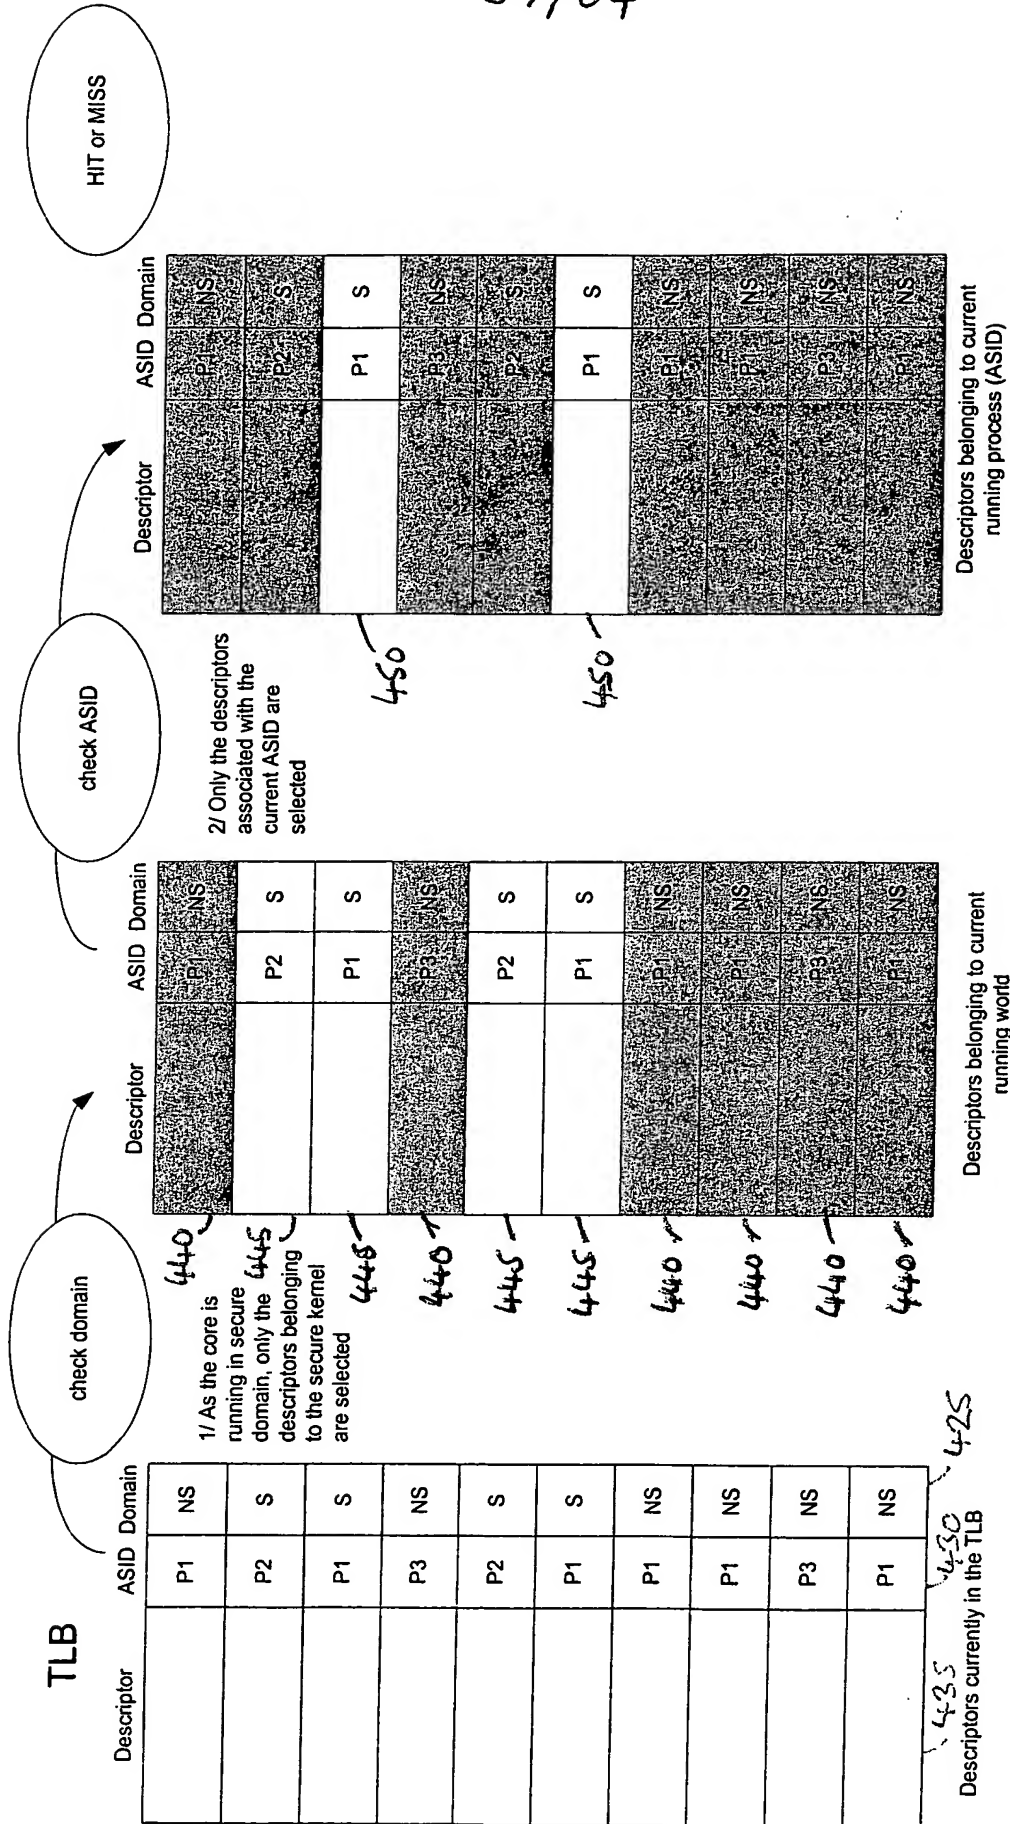 TLB
Descriptor ASID Domain
P1 NS
P2 S
P1 S
P3 NS
P2 S
P1 S
P1 NS
P1 NS
P3 NS
P1 NS
435 430 425
Descriptors currently in the TLB
check domain
1/ As the core is
running in secure
domain, only the
descriptors belonging
to the secure kernel
are selected
Descriptor ASID Domain
440 P1 NS
445 P2 S
445 P1 S
440 P3 NS
445 P2 S
445 P1 S
440 P1 NS
440 P1 NS
440 P3 NS
440 P1 NS
Descriptors belonging to current
running world
check ASID
2/ Only the descriptors
associated with the
current ASID are
selected
Descriptor ASID Domain
P1 NS
P2 S
450 P1 S
P3 NS
P2 S
450 P1 S
P1 NS
P1 NS
P3 NS
P1 NS
Descriptors belonging to current
running process (ASID)
HIT or MISS